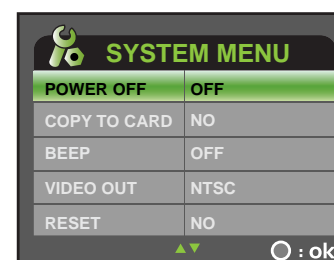 SYSTEM MENU
POWER OFF OFF
COPY TO CARD NO
BEEP OFF
VIDEO OUT NTSC
RESET NO
: ok